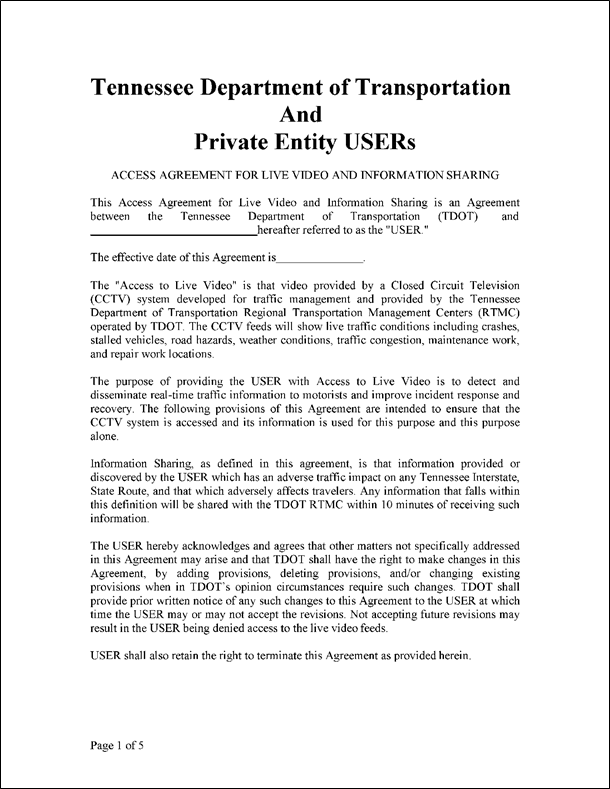 Tennessee Department of Transportation
And
Private Entity USERs
ACCESS AGREEMENT FOR LIVE VIDEO AND INFORMATION SHARING
This Access Agreement for Live Video and Information Sharing is an Agreement
between the Tennessee Department of Transportation (TDOT) and
____________________________hereafter referred to as the "USER."
The effective date of this Agreement is_______________.
The "Access to Live Video" is that video provided by a Closed Circuit Television
(CCTV) system developed for traffic management and provided by the Tennessee
Department of Transportation Regional Transportation Management Centers (RTMC)
operated by TDOT. The CCTV feeds will show live traffic conditions including crashes,
stalled vehicles, road hazards, weather conditions, traffic congestion, maintenance work,
and repair work locations.
The purpose of providing the USER with Access to Live Video is to detect and
disseminate real-time traffic information to motorists and improve incident response and
recovery. The following provisions of this Agreement are intended to ensure that the
CCTV system is accessed and its information is used for this purpose and this purpose
alone.
Information Sharing, as defined in this agreement, is that information provided or
discovered by the USER which has an adverse traffic impact on any Tennessee Interstate,
State Route, and that which adversely affects travelers. Any information that falls within
this definition will be shared with the TDOT RTMC within 10 minutes of receiving such
information.
The USER hereby acknowledges and agrees that other matters not specifically addressed
in this Agreement may arise and that TDOT shall have the right to make changes in this
Agreement, by adding provisions, deleting provisions, and/or changing existing
provisions when in TDOT`s opinion circumstances require such changes. TDOT shall
provide prior written notice of any such changes to this Agreement to the USER at which
time the USER may or may not accept the revisions. Not accepting future revisions may
result in the USER being denied access to the live video feeds.
USER shall also retain the right to terminate this Agreement as provided herein.
Page 1 of 5